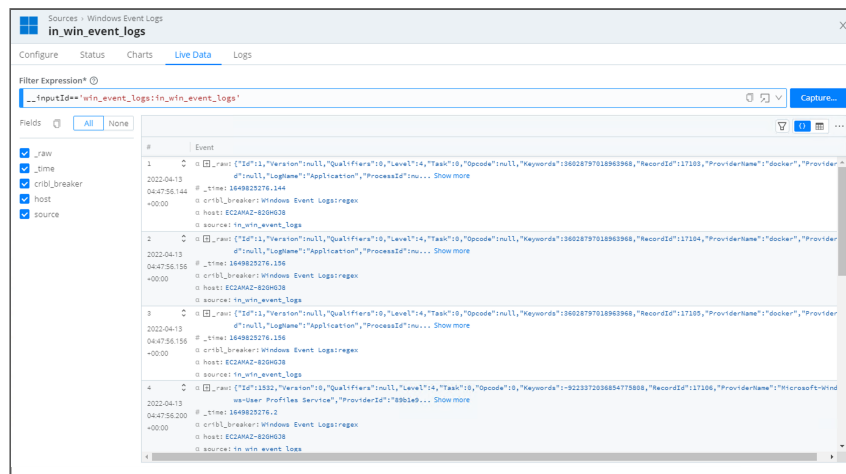 Sources › Windows Event Logs
in_win_event_logs
Configure Status Charts Live Data Logs
Filter Expression*
__inputId=='win_event_logs:in_win_event_logs'
Capture...
Fields All None
_raw
_time
cribl_breaker
host
source
# Event
1 α _raw: {"Id":1,"Version":null,"Qualifiers":0,"Level":4,"Task":0,"Opcode":null,"Keywords":36028797018963968,"RecordId":17103,"ProviderName":"docker","Provider
d":null,"LogName":"Application","ProcessId":nu... Show more
2022-04-13
04:47:56.144
+00:00
# _time: 1649825276.144
α cribl_breaker: Windows Event Logs:regex
α host: EC2AMAZ-82GHGJ8
α source: in_win_event_logs
2 α _raw: {"Id":1,"Version":null,"Qualifiers":0,"Level":4,"Task":0,"Opcode":null,"Keywords":36028797018963968,"RecordId":17104,"ProviderName":"docker","Provider
d":null,"LogName":"Application","ProcessId":nu... Show more
2022-04-13
04:47:56.156
+00:00
# _time: 1649825276.156
α cribl_breaker: Windows Event Logs:regex
α host: EC2AMAZ-82GHGJ8
α source: in_win_event_logs
3 α _raw: {"Id":1,"Version":null,"Qualifiers":0,"Level":4,"Task":0,"Opcode":null,"Keywords":36028797018963968,"RecordId":17105,"ProviderName":"docker","Provider
d":null,"LogName":"Application","ProcessId":nu... Show more
2022-04-13
04:47:56.156
+00:00
# _time: 1649825276.156
α cribl_breaker: Windows Event Logs:regex
α host: EC2AMAZ-82GHGJ8
α source: in_win_event_logs
4 α _raw: {"Id":1532,"Version":0,"Qualifiers":null,"Level":4,"Task":0,"Opcode":0,"Keywords":-9223372036854775808,"RecordId":17106,"ProviderName":"Microsoft-Wind
ws-User Profiles Service","ProviderId":"89b1e9... Show more
2022-04-13
04:47:56.200
+00:00
# _time: 1649825276.2
α cribl_breaker: Windows Event Logs:regex
α host: EC2AMAZ-82GHGJ8
α source: in_win_event_logs